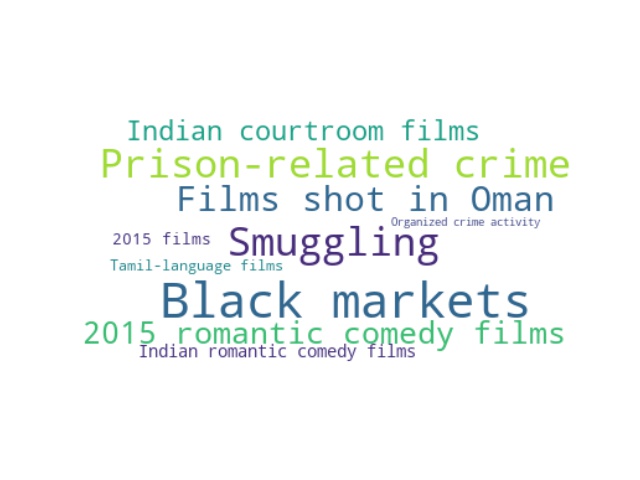 Indian courtroom films
Prison-related crime
Films shot in Oman
Organized crime activity
2015 films
Smuggling
Tamil-language films
Black markets
2015 romantic comedy films
Indian romantic comedy films